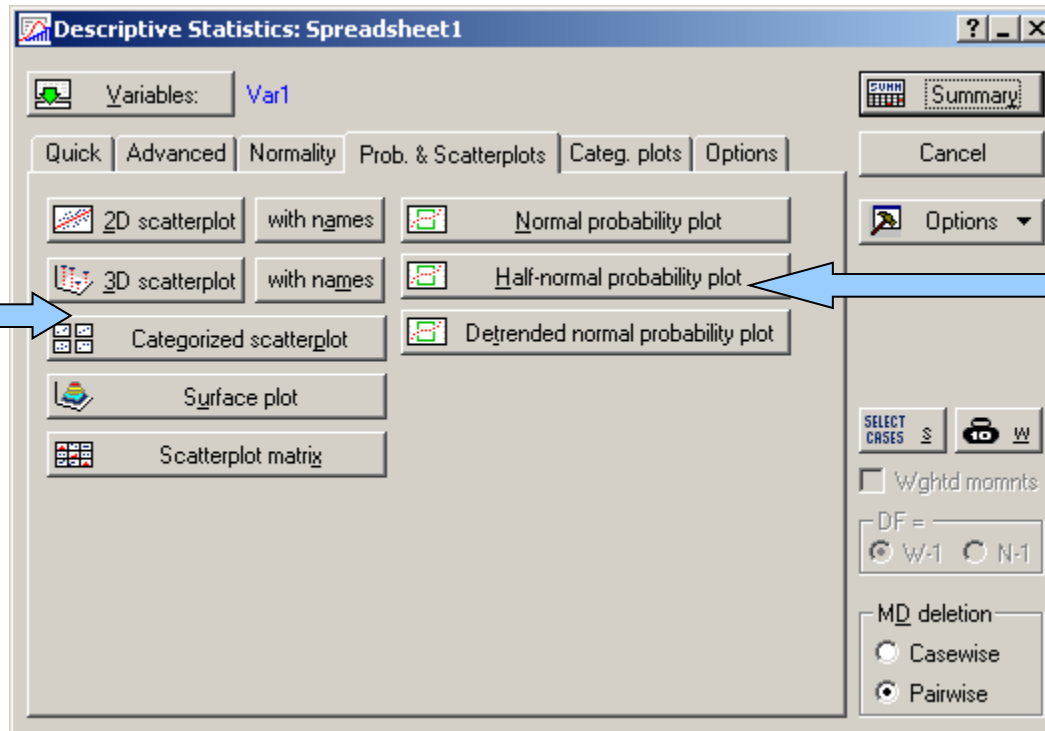 Descriptive Statistics: Spreadsheet1
Variables: Var1
Summary
Cancel
Options
Quick Advanced Normality Prob. & Scatterplots Categ. plots Options
2D scatterplot with names Normal probability plot
3D scatterplot with names Half-normal probability plot
Categorized scatterplot Detrended normal probability plot
Surface plot
Scatterplot matrix
SELECT CASES S W
Wghtd momnts
DF =
W-1 N-1
MD deletion
Casewise
Pairwise